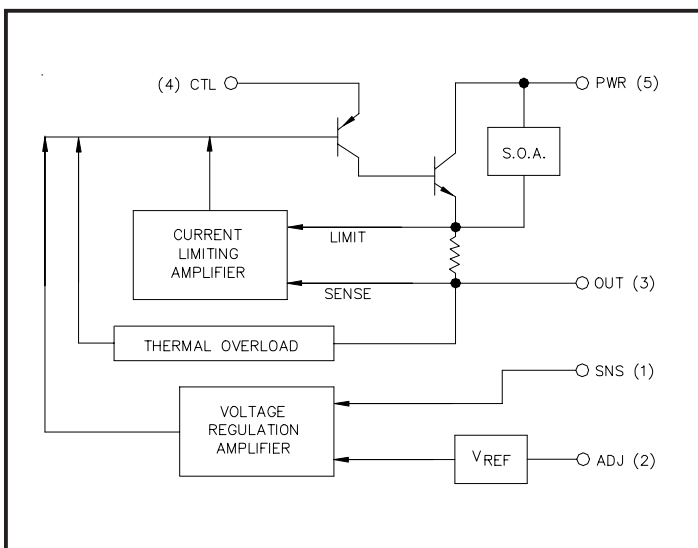 (4) CTL
PWR (5)
S.O.A.
CURRENT
LIMITING
AMPLIFIER
LIMIT
SENSE
OUT (3)
THERMAL OVERLOAD
SNS (1)
VOLTAGE
REGULATION
AMPLIFIER
VREF
ADJ (2)